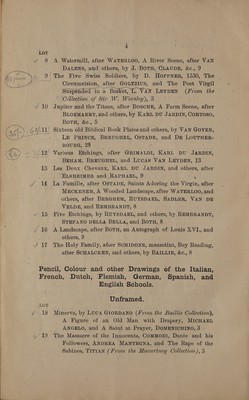 4
LOT
8 A Watermill, after WATERLOO, A River Scene, after VAN
DALENS, and others, by J. BOTH, CLAUDE, &c., 9
9 The Five Swiss Soldiers, by D. HOPFNER, 1530, The
Circumcision, after GOLTZIUS, and The Poet Virgil
Suspended in a Basket, L. VAN LEYDEN (From the
Collection of Sir W. Worsley), 3
10 Jupiter and the Titans, after BOSCHE, A Farm Scene, after
BLOEMAERT, and others, by KARL DU JARDIN, CORTOSO,
BOTH, &c., 5
11 Sixteen old Biblical Book Plates and others, by VAN GOYEN,
LE PRINCE, BREUGHEL, OSTADE, and DE LOUTHER-
BOURG, 28
12 Various Etchings, after GRIMALDI, KARL DU JARDIN,
BEHAM, BREUGHEL, and LUCAS VAN LEYDEN, 13
13 Les Deux Chevaux, KARL DU JARDIN, and others, after
ELSHEIMER and RAPHAEL, 9
14 La Famille, after OSTADE, Saints Adoring the Virgin, after
MECKENER, A Wooded Landscape, after WATERLOO, and
others, after BERGHEM, RUYSDAEL, SADLER, VAN DE
VELDE, and REMBRANDT, 8
15 Five Etchings, by RUYSDAEL, and others, by REMBRANDT,
STEFANO DELLA BELLA, and BOTH, 8
16 A Landscape, after BOTH, an Autograph of Louis XVI., and
others, 9
17 The Holy Family, after SCHIDONE, mezzotint, Boy Reading,
after SCHALCKEN, and others, by BAILLIE, &c., 8
Pencil, Colour and other Drawings of the Italian,
French, Dutch, Flemish, German, Spanish, and
English Schools.
Unframed.
LOT
18 Minerva, by LUCA GIORDANO (From the Baillie Collection),
A Figure of an Old Man with Drapery, MICHAEL
ANGELO, and A Saint at Prayer, DOMENICHINO, 3
19 The Massacre of the Innocents, COMMODI, Dante and his
Followers, ANDREA MANTEGNA, and The Rape of the
Sabines, TITIAN (From the Macartney Collection), 3